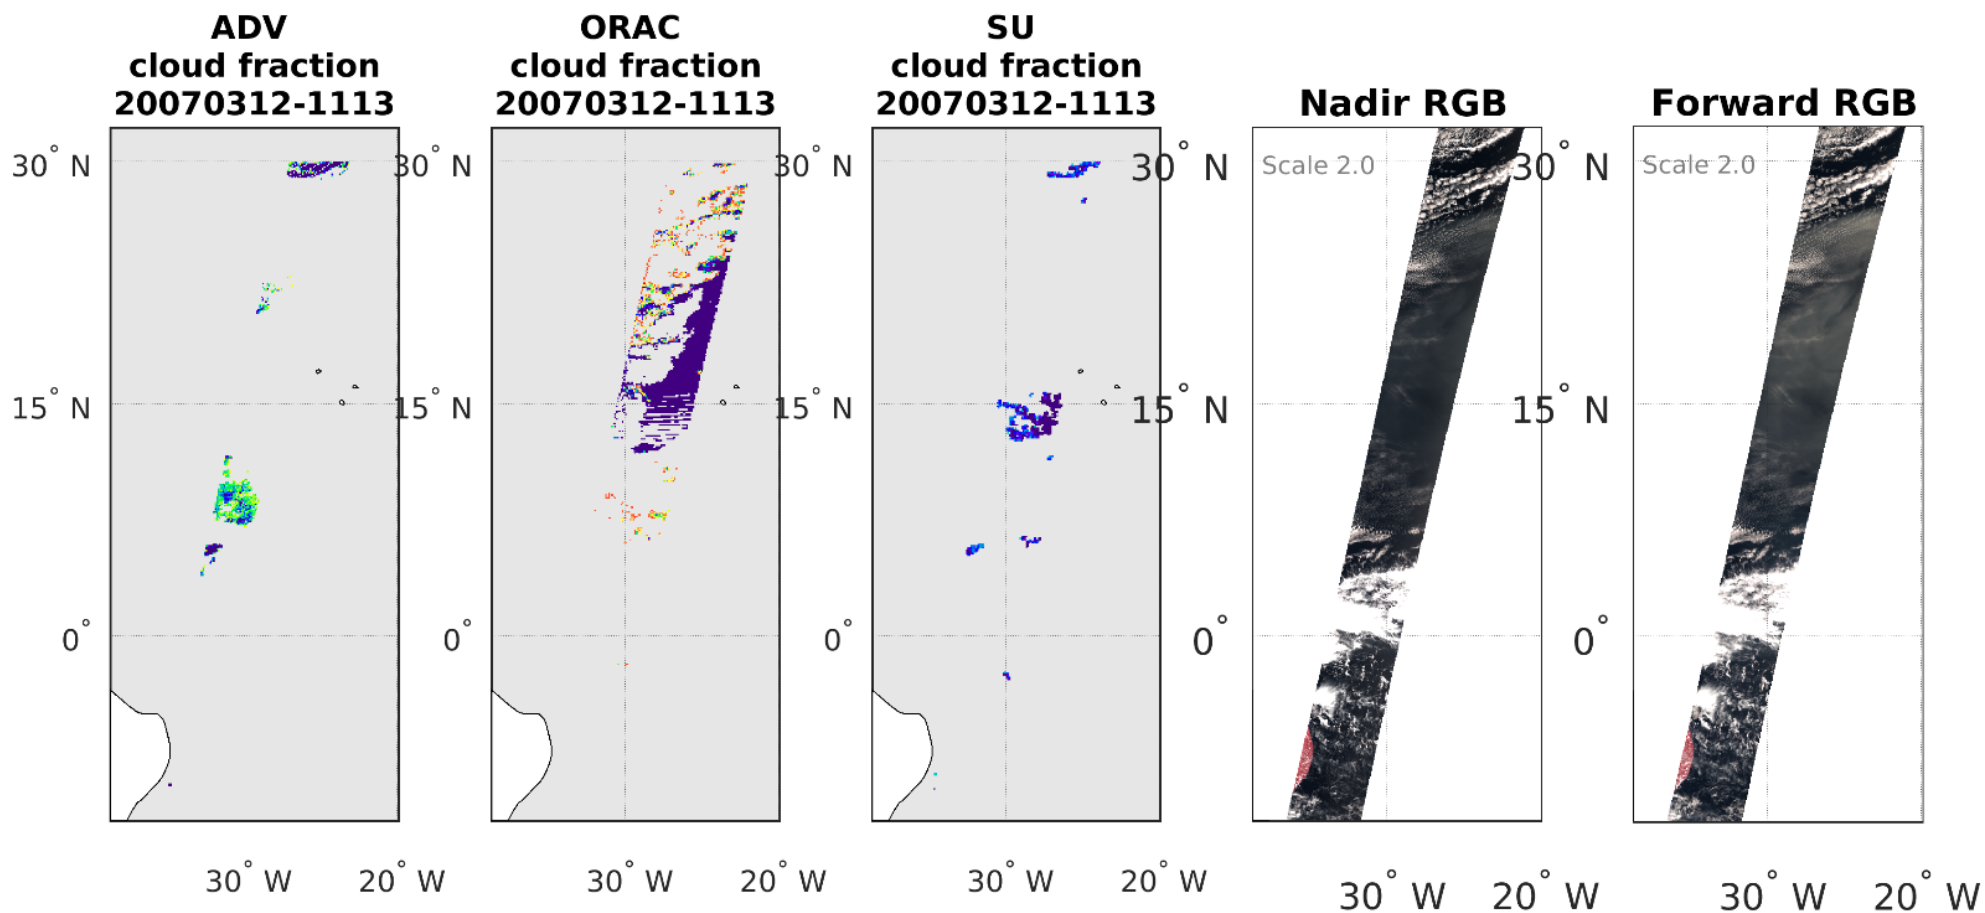 ADV
cloud fraction
20070312-1113
ORAC
cloud fraction
20070312-1113
SU
cloud fraction
20070312-1113
Nadir RGB
Forward RGB
30° N
30° N
30° N
30° N
30° N
Scale 2.0
Scale 2.0
15° N
15° N
15° N
15° N
15° N
0°
0°
0°
0°
0°
30° W
20° W
30° W
20° W
30° W
20° W
30° W
20° W
30° W
20° W